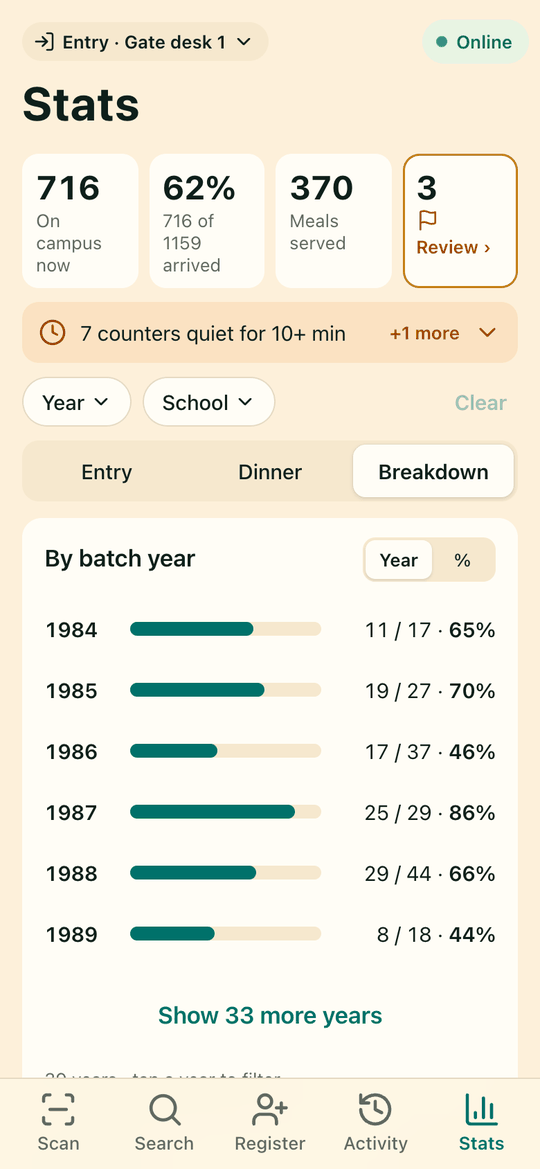 Entry · Gate desk 1
Online
Stats
716
On
campus
now
62%
716 of
1159
arrived
370
Meals
served
3
Review ›
7 counters quiet for 10+ min
+1 more
Year
School
Clear
Entry
Dinner
Breakdown
By batch year
Year
%
1984
11 / 17 · 65%
1985
19 / 27 · 70%
1986
17 / 37 · 46%
1987
25 / 29 · 86%
1988
29 / 44 · 66%
1989
8 / 18 · 44%
Show 33 more years
Scan
Search
Register
Activity
Stats